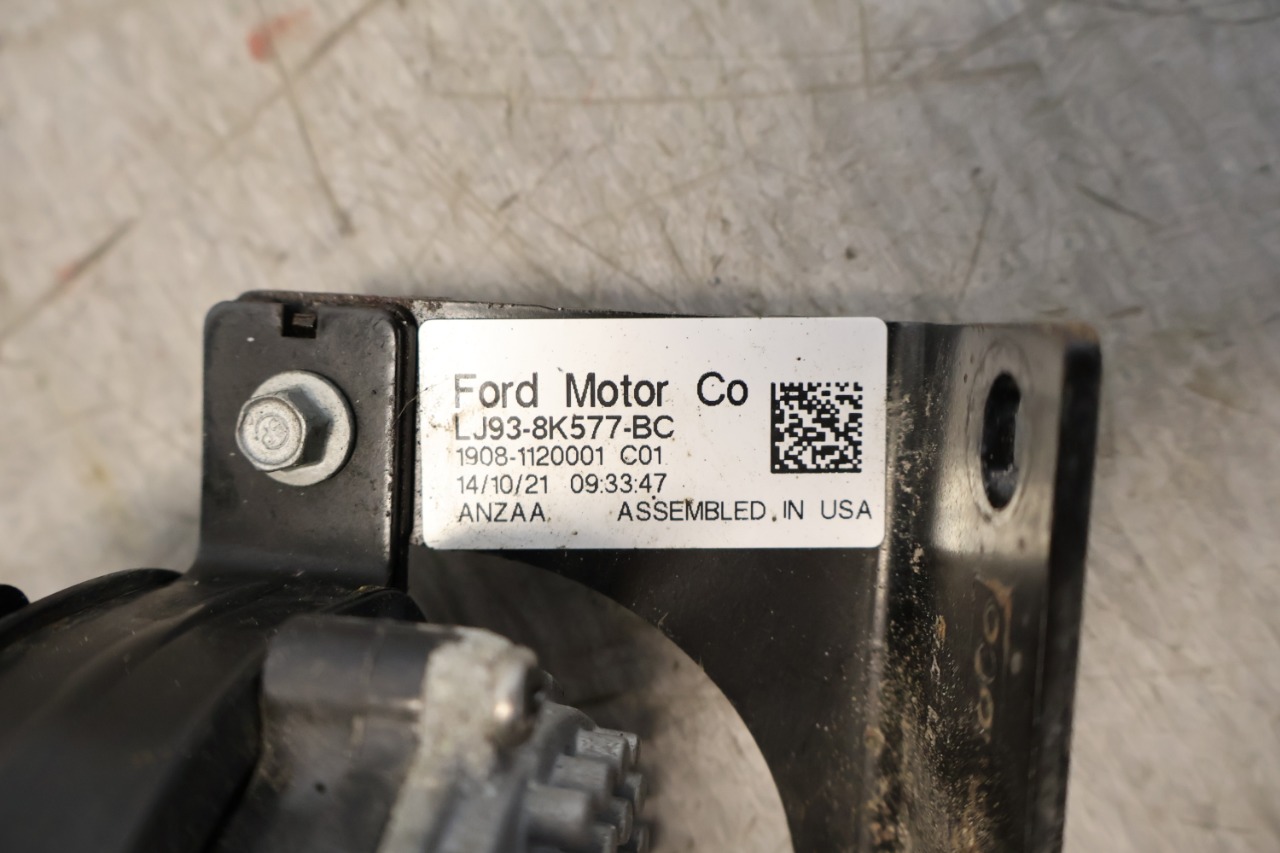 Ford Motor Co
LJ93-8K577-BC
1908-1120001 C01
14/10/21 09:33:47
ANZAA ASSEMBLED IN USA